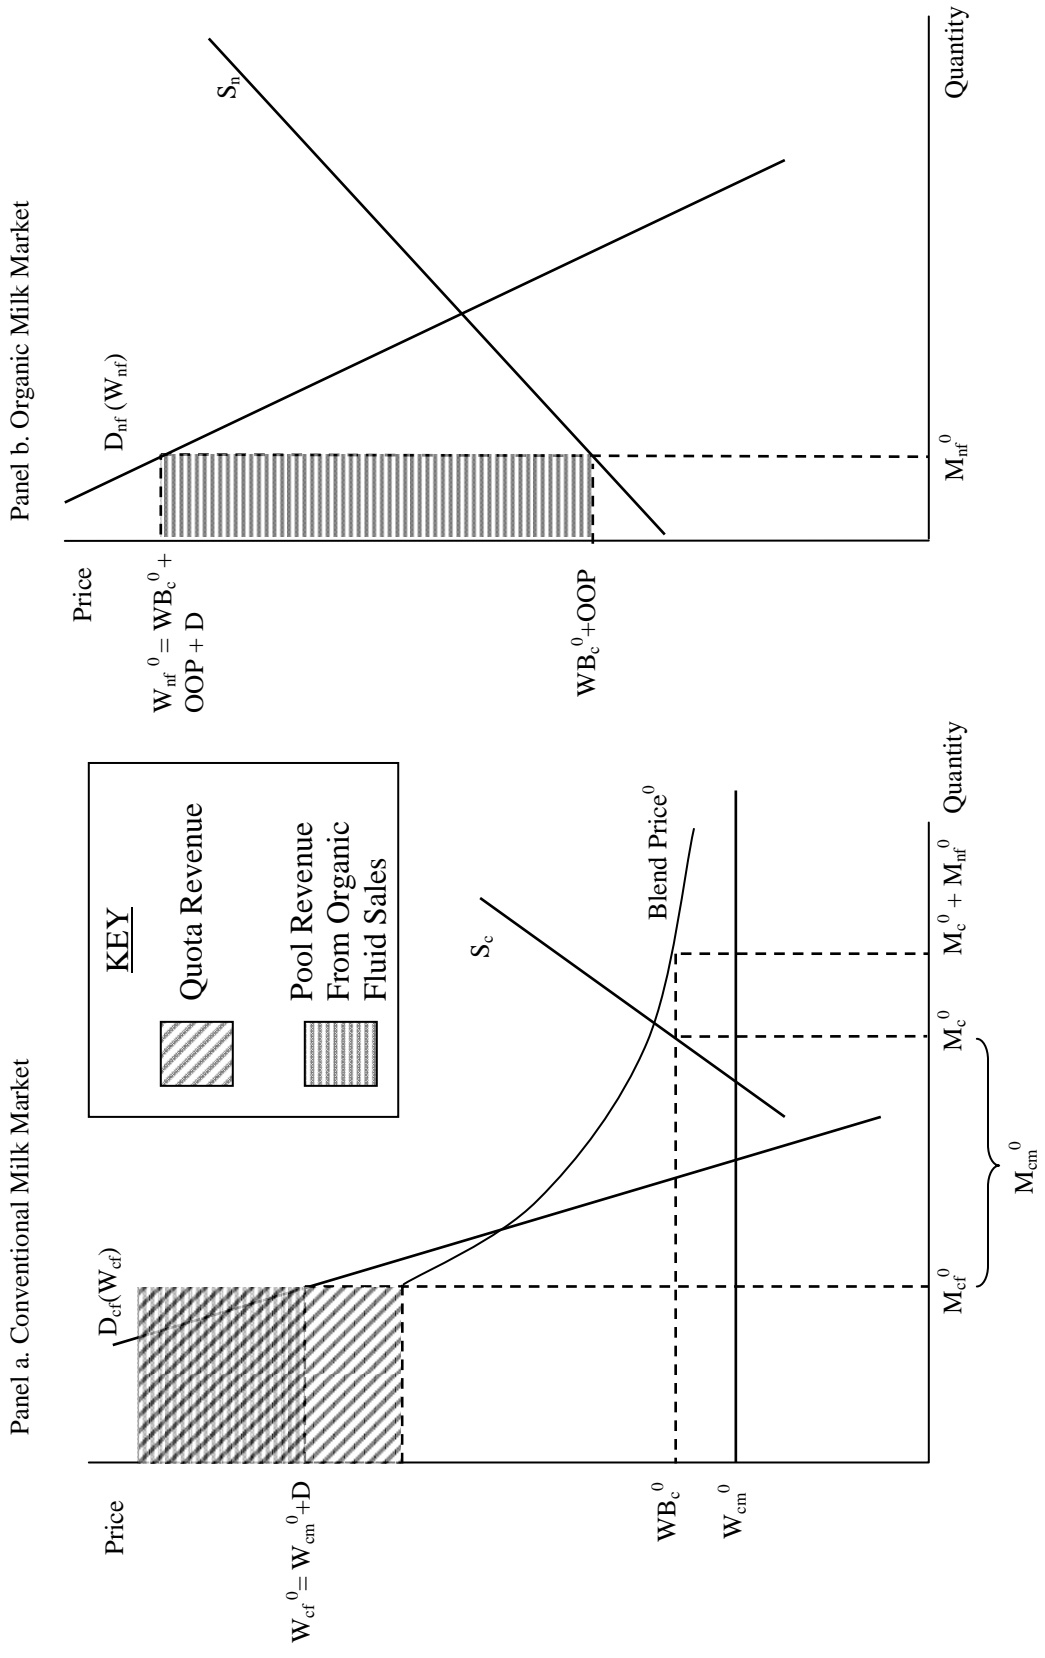 Panel a. Conventional Milk Market
Price
D_cf(W_cf)
W_cf^0 = W_cm^0+D
WB_c^0
W_cm^0
KEY
Quota Revenue
Pool Revenue
From Organic
Fluid Sales
S_c
Blend Price^0
M_cf^0
M_c^0
M_c^0 + M_nf^0
Quantity
M_cm^0
Panel b. Organic Milk Market
Price
D_nf (W_nf)
S_n
W_nf^0 = WB_c^0 +
OOP + D
WB_c^0+OOP
M_nf^0
Quantity